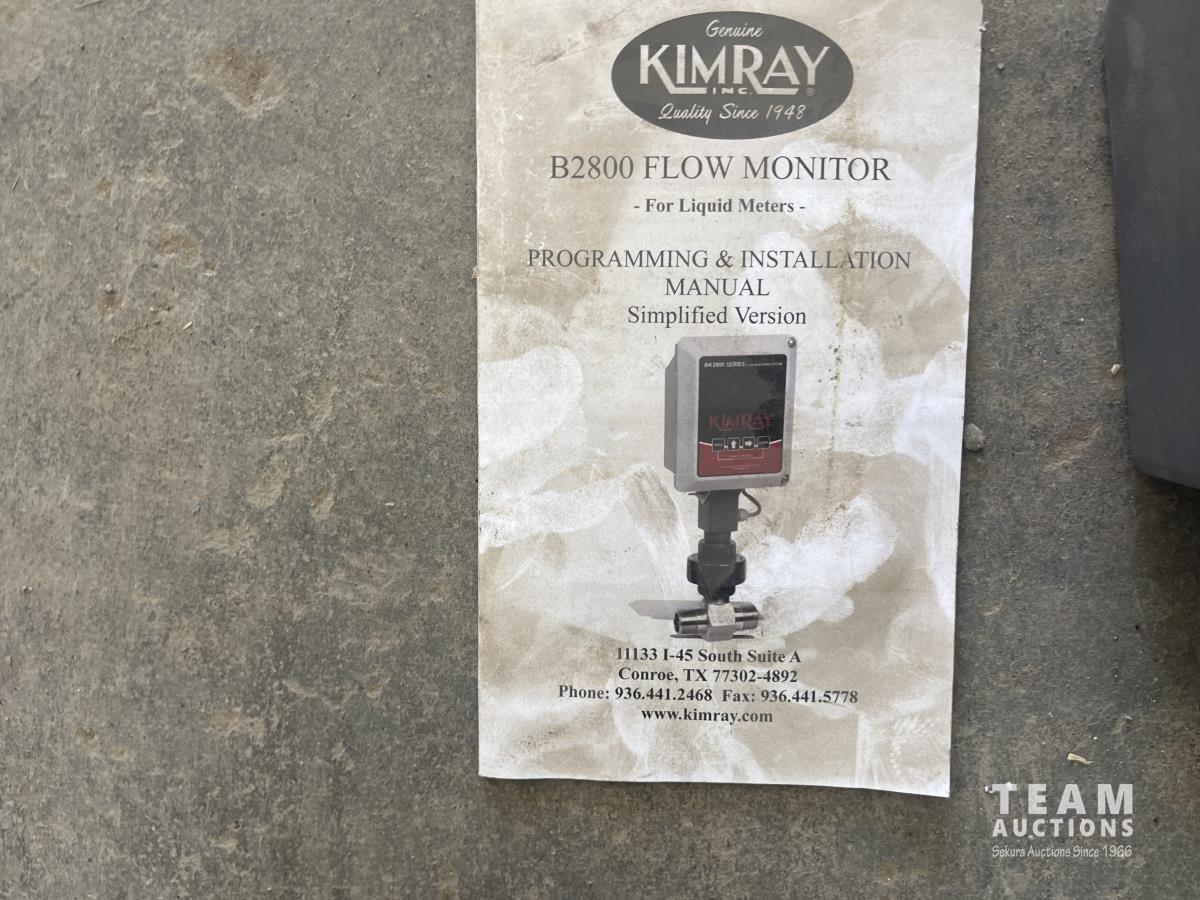 Genuine
KIMRAY
INC. ®
Quality Since 1948
B2800 FLOW MONITOR
- For Liquid Meters -
PROGRAMMING & INSTALLATION
MANUAL
Simplified Version
BK2800 SERIES
KIMRAY
11133 I-45 South Suite A
Conroe, TX 77302-4892
Phone: 936.441.2468 Fax: 936.441.5778
www.kimray.com
TEAM
AUCTIONS
Sekura Auctions Since 1966